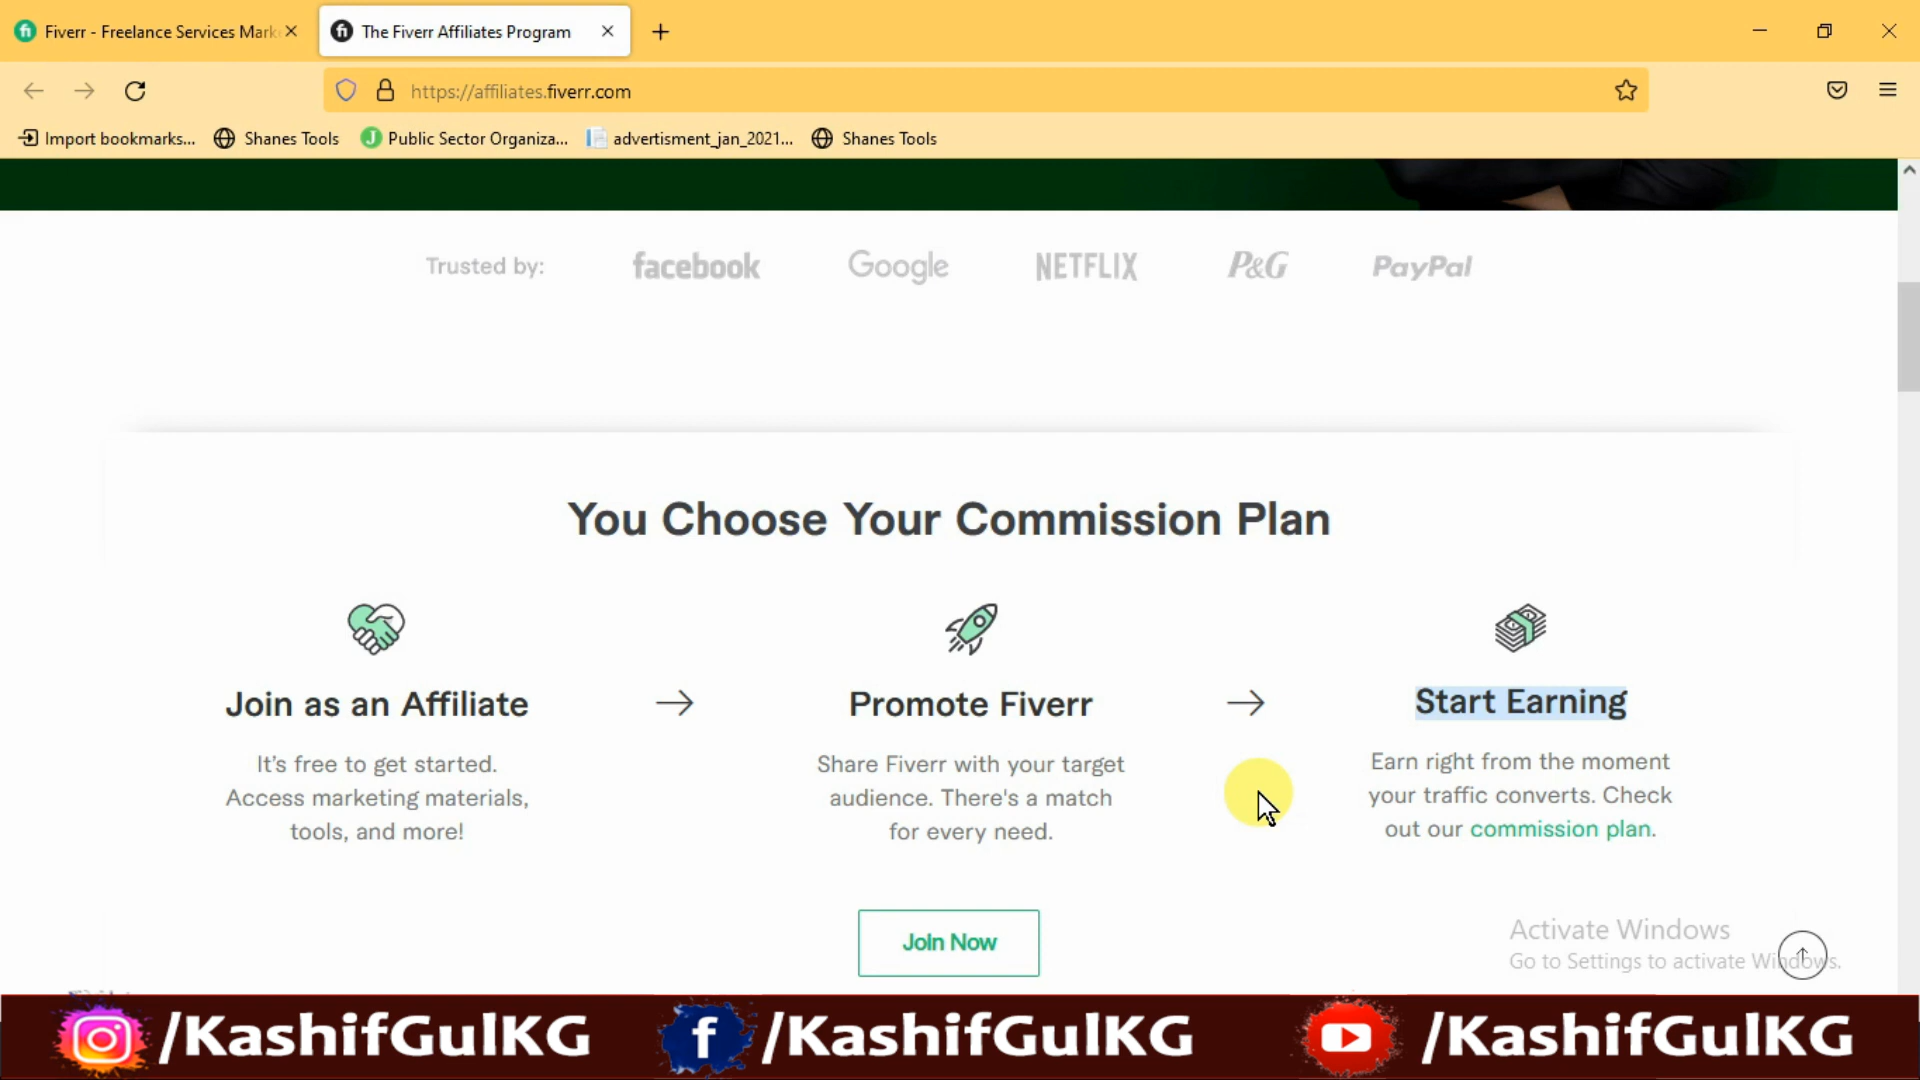 Fiverr - Freelance Services Mark
The Fiverr Affiliates Program
https://affiliates.fiverr.com
Import bookmarks...
Shanes Tools
Public Sector Organiza...
advertisment_jan_2021...
Shanes Tools
Trusted by:
facebook
Google
NETFLIX
P&G
PayPal
You Choose Your Commission Plan
Join as an Affiliate
Promote Fiverr
Start Earning
It's free to get started.
Access marketing materials,
tools, and more!
Share Fiverr with your target
audience. There's a match
for every need.
Earn right from the moment
your traffic converts. Check
out our commission plan.
Join Now
Activate Windows
Go to Settings to activate Windows.
/KashifGulKG
/KashifGulKG
/KashifGulKG